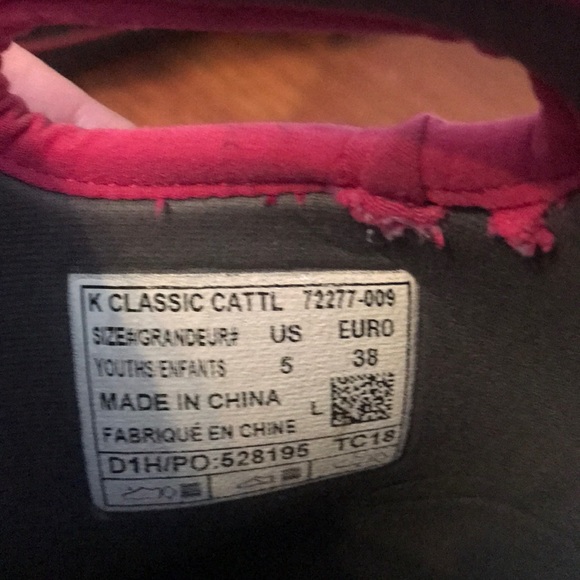 K CLASSIC CATTL 72277-009
SIZE#/GRANDEUR# US EURO
YOUTHS/ENFANTS 5 38
MADE IN CHINA
L
FABRIQUÉ EN CHINE
D1H/PO:528195 TC18